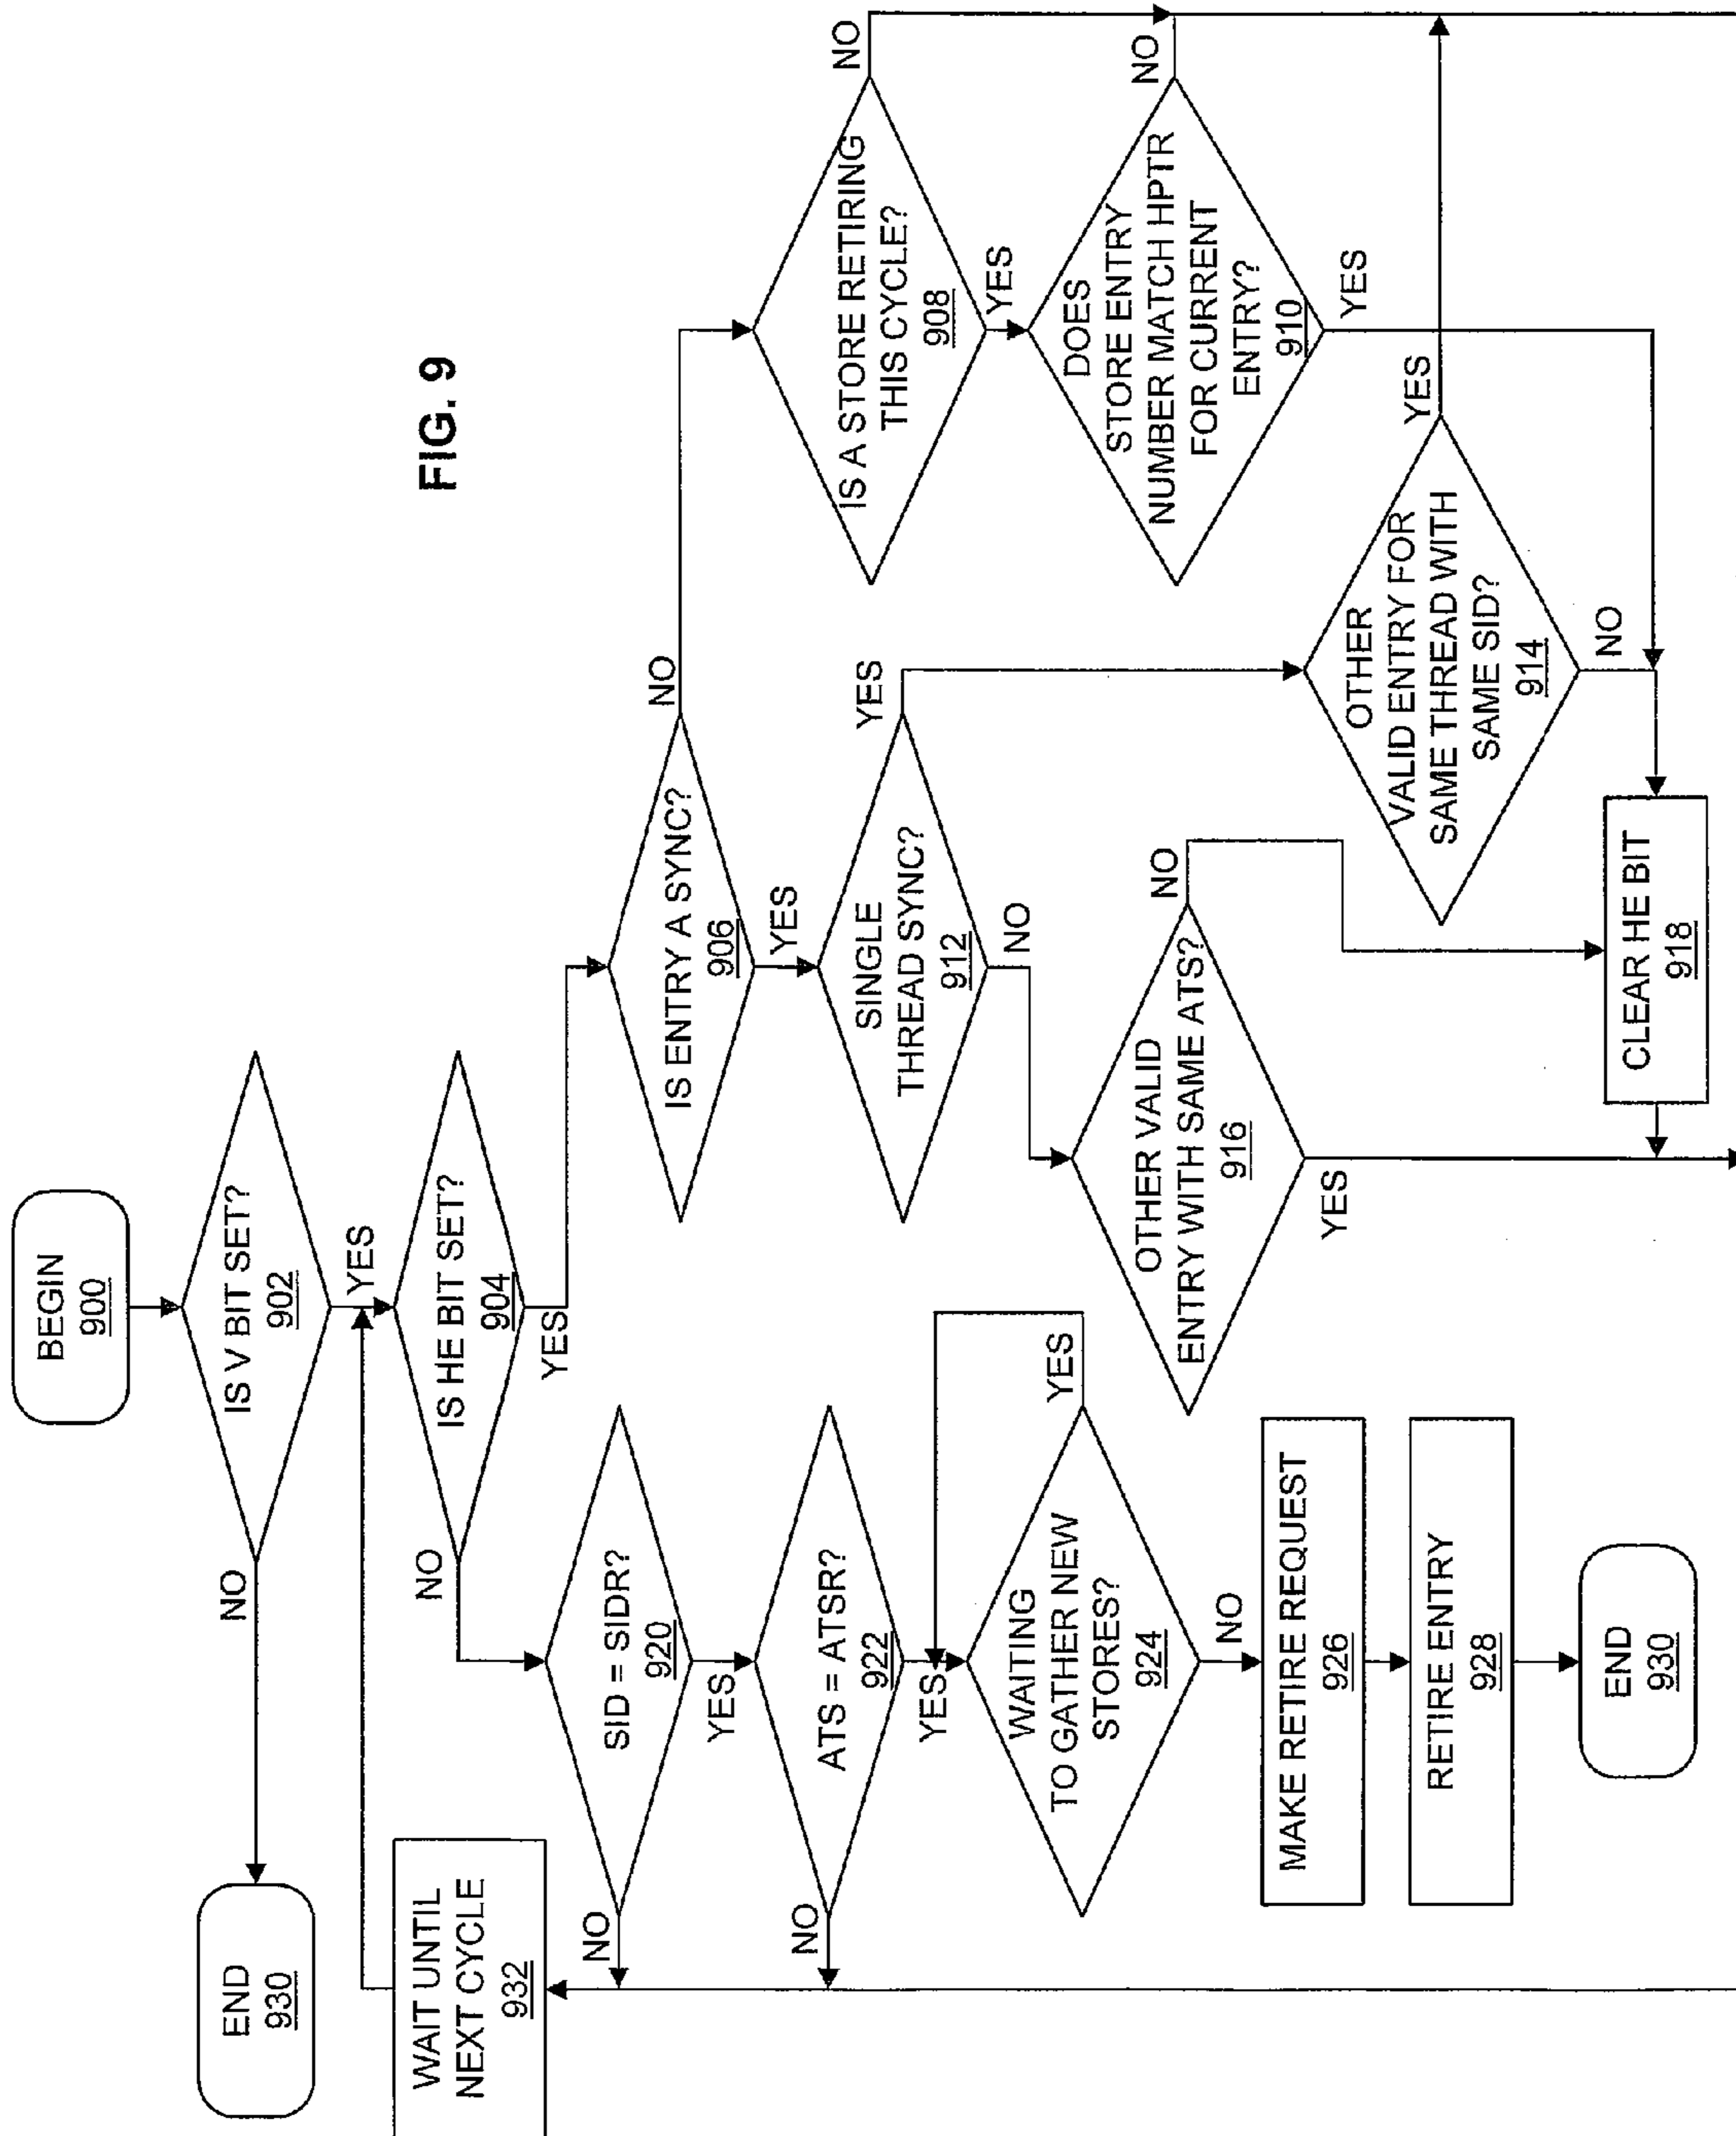 FIG. 9
BEGIN
900
IS V BIT SET?
902
NO
END
930
YES
IS HE BIT SET?
904
YES
NO
IS ENTRY A SYNC?
906
NO
YES
IS A STORE RETIRING
THIS CYCLE?
908
NO
YES
DOES
STORE ENTRY
NUMBER MATCH HPTR
FOR CURRENT
ENTRY?
910
NO
YES
SINGLE
THREAD SYNC?
912
YES
NO
OTHER
VALID ENTRY FOR
SAME THREAD WITH
SAME SID?
914
YES
NO
OTHER VALID
ENTRY WITH SAME ATS?
916
NO
YES
CLEAR HE BIT
918
SID = SIDR?
920
NO
YES
ATS = ATSR?
922
NO
YES
WAITING
TO GATHER NEW
STORES?
924
YES
NO
MAKE RETIRE REQUEST
926
RETIRE ENTRY
928
END
930
WAIT UNTIL
NEXT CYCLE
932